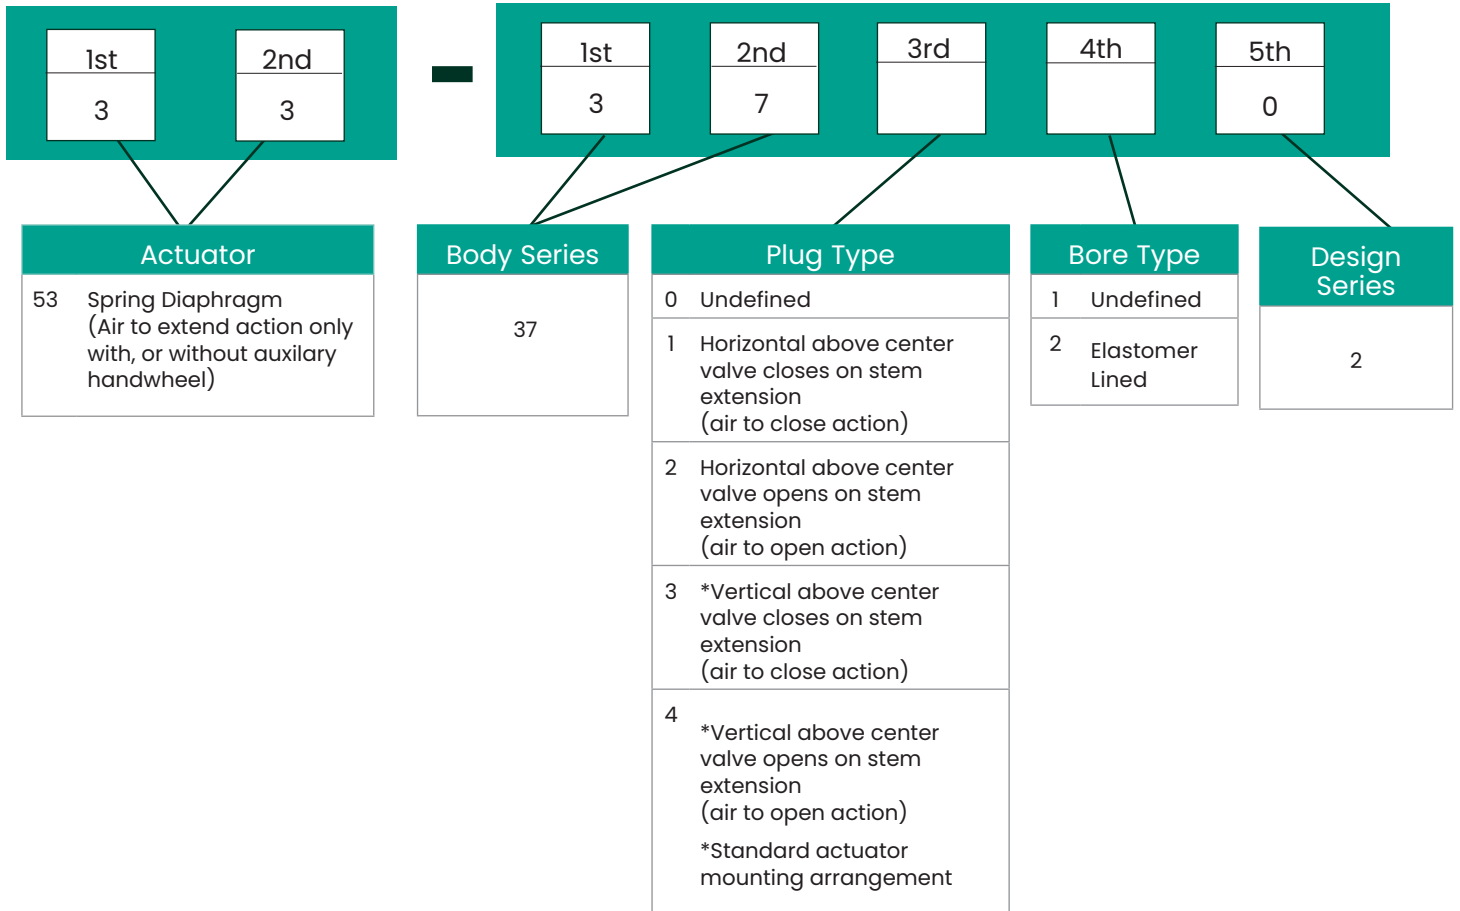 1st
3
2nd
3
1st
3
2nd
7
3rd
4th
5th
0
Actuator
53 Spring Diaphragm
(Air to extend action only
with, or without auxilary
handwheel)
Body Series
37
Plug Type
0 Undefined
1 Horizontal above center
valve closes on stem
extension
(air to close action)
2 Horizontal above center
valve opens on stem
extension
(air to open action)
3 *Vertical above center
valve closes on stem
extension
(air to close action)
4
*Vertical above center
valve opens on stem
extension
(air to open action)
*Standard actuator
mounting arrangement
Bore Type
1 Undefined
2 Elastomer
Lined
Design
Series
2